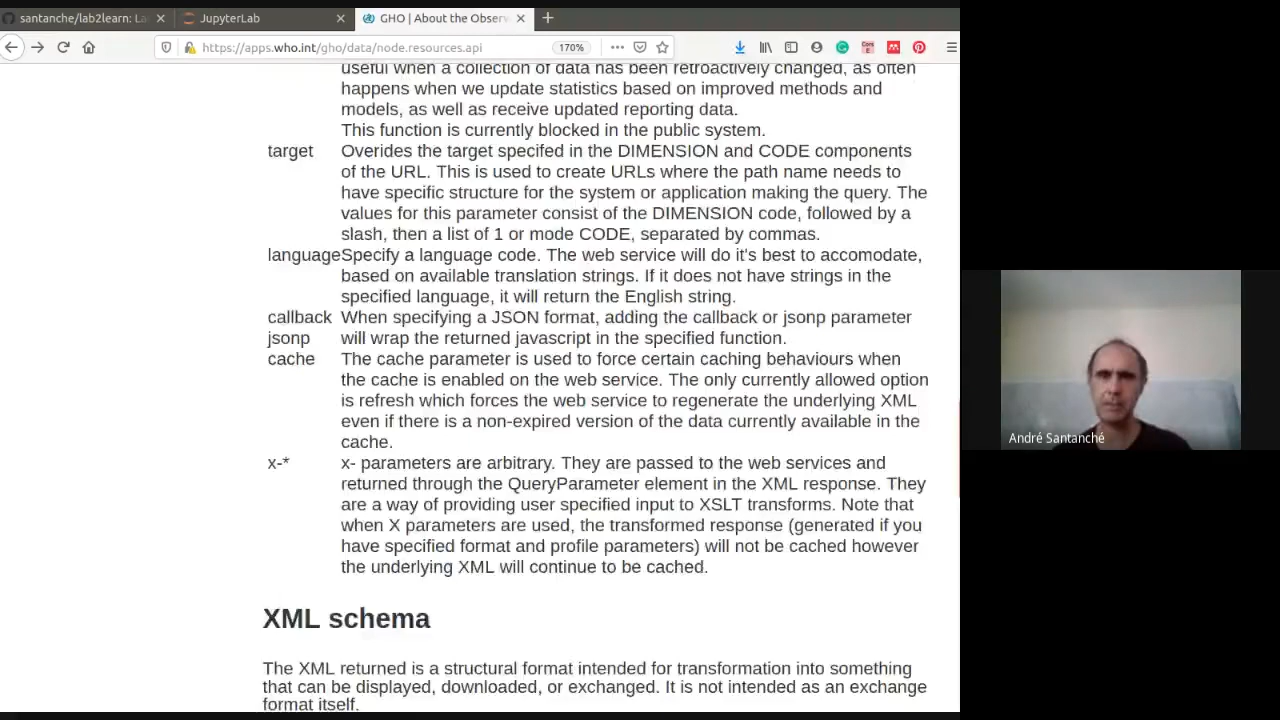 santanche/lab2learn: La
JupyterLab
GHO | About the Observ
https://apps.who.int/gho/data/node.resources.api
170%
useful when a collection of data has been retroactively changed, as often
happens when we update statistics based on improved methods and
models, as well as receive updated reporting data.
This function is currently blocked in the public system.
target Overides the target specifed in the DIMENSION and CODE components
of the URL. This is used to create URLs where the path name needs to
have specific structure for the system or application making the query. The
values for this parameter consist of the DIMENSION code, followed by a
slash, then a list of 1 or mode CODE, separated by commas.
language Specify a language code. The web service will do it's best to accomodate,
based on available translation strings. If it does not have strings in the
specified language, it will return the English string.
callback When specifying a JSON format, adding the callback or jsonp parameter
jsonp will wrap the returned javascript in the specified function.
cache The cache parameter is used to force certain caching behaviours when
the cache is enabled on the web service. The only currently allowed option
is refresh which forces the web service to regenerate the underlying XML
even if there is a non-expired version of the data currently available in the
cache.
x-* x- parameters are arbitrary. They are passed to the web services and
returned through the QueryParameter element in the XML response. They
are a way of providing user specified input to XSLT transforms. Note that
when X parameters are used, the transformed response (generated if you
have specified format and profile parameters) will not be cached however
the underlying XML will continue to be cached.
XML schema
The XML returned is a structural format intended for transformation into something
that can be displayed, downloaded, or exchanged. It is not intended as an exchange
format itself.
André Santanchè